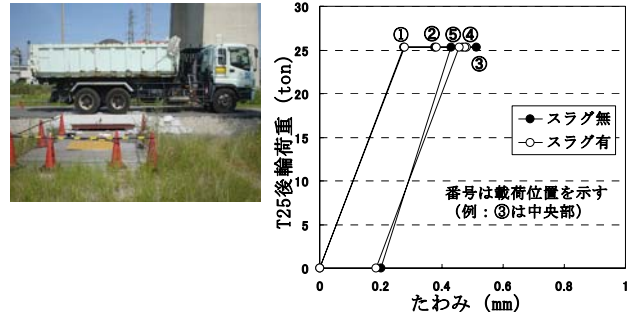 T25後輪荷重 (ton)
30
25
20
15
10
5
0
① ② ⑤ ④
③
スラグ無
スラグ有
番号は載荷位置を示す
(例：③は中央部)
0 0.2 0.4 0.6 0.8 1
たわみ (mm)